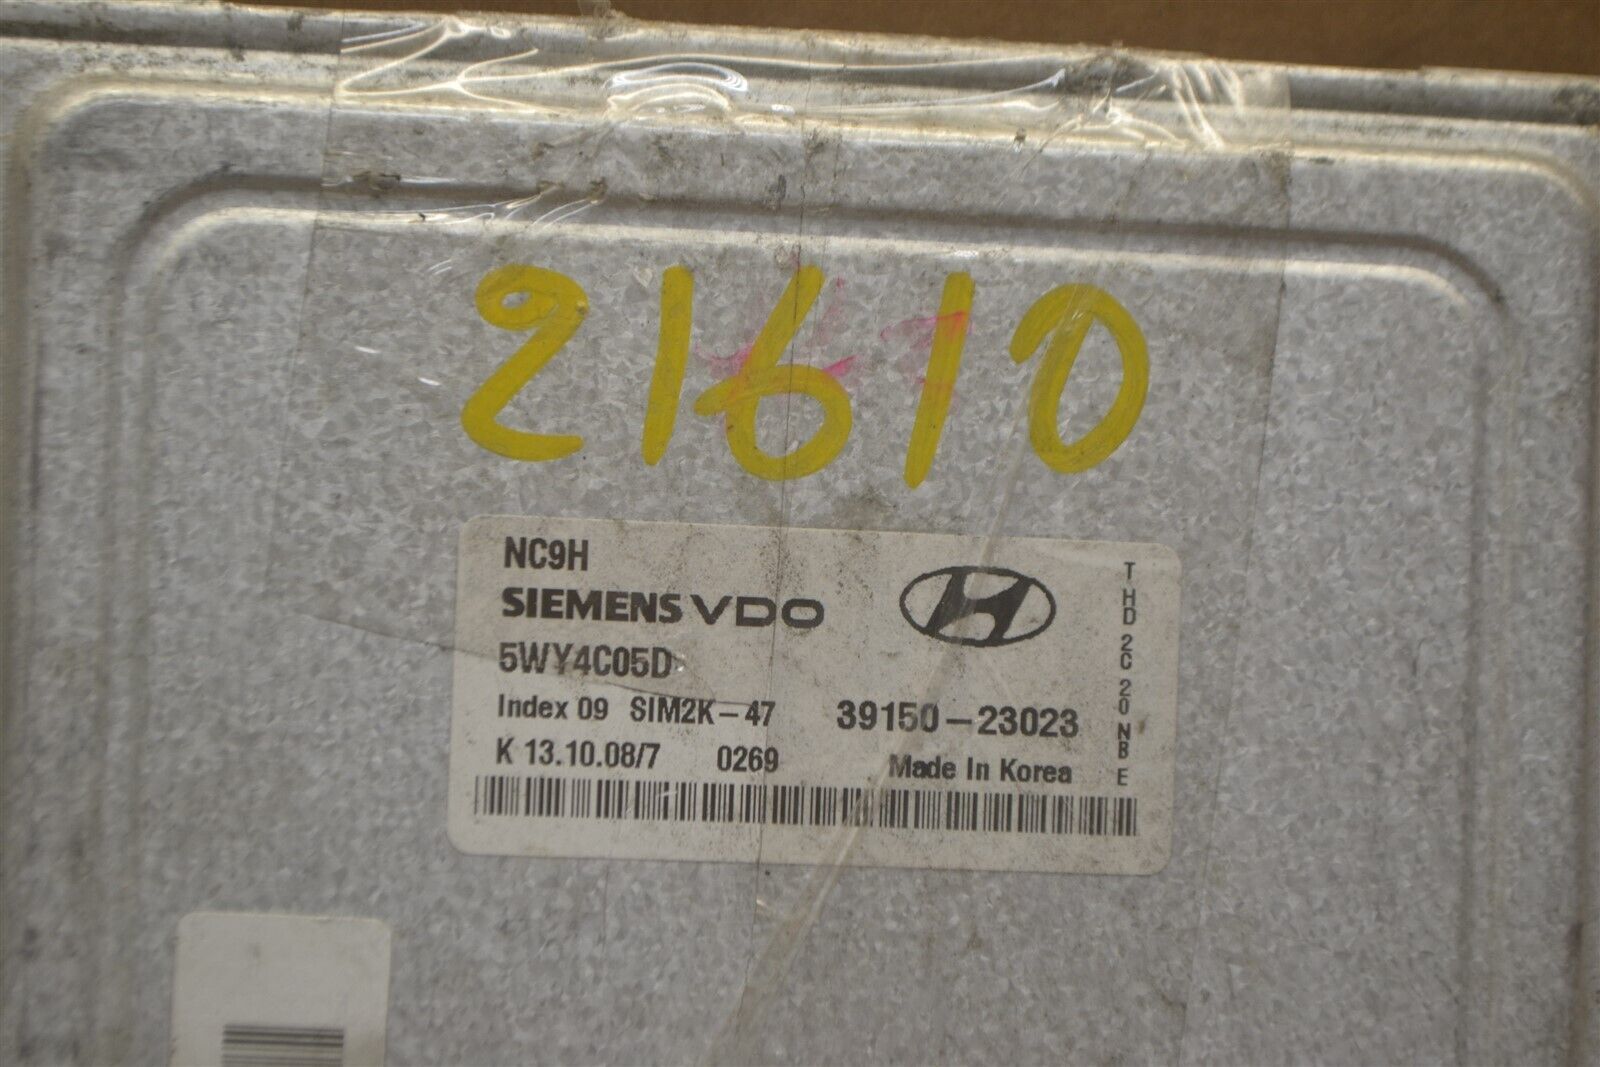 21610
NC9H
SIEMENS VDO
5WY4C05D
Index 09 SIM2K-47 39150-23023
K 13.10.08/7 0269 Made In Korea
THD 2C 20 NB E